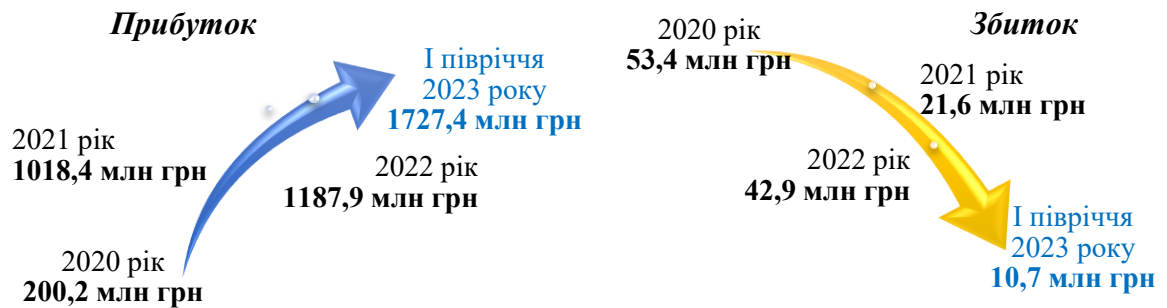 Прибуток
І півріччя
2023 року
1727,4 млн грн
2021 рік
1018,4 млн грн
2022 рік
1187,9 млн грн
2020 рік
200,2 млн грн
Збиток
2020 рік
53,4 млн грн
2021 рік
21,6 млн грн
2022 рік
42,9 млн грн
І півріччя
2023 року
10,7 млн грн